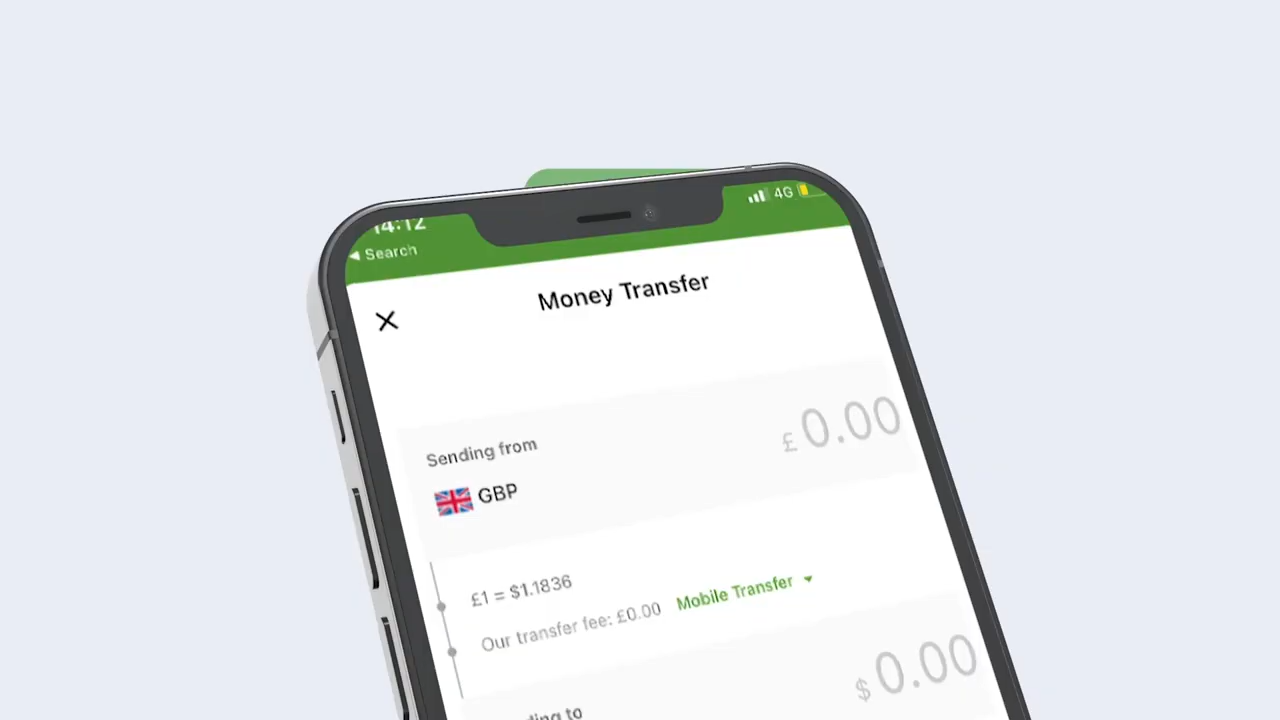 14:12
4G
Search
Money Transfer
Sending from
£ 0.00
GBP
£1 = $1.1836
Our transfer fee: £0.00 Mobile Transfer
$ 0.00
to